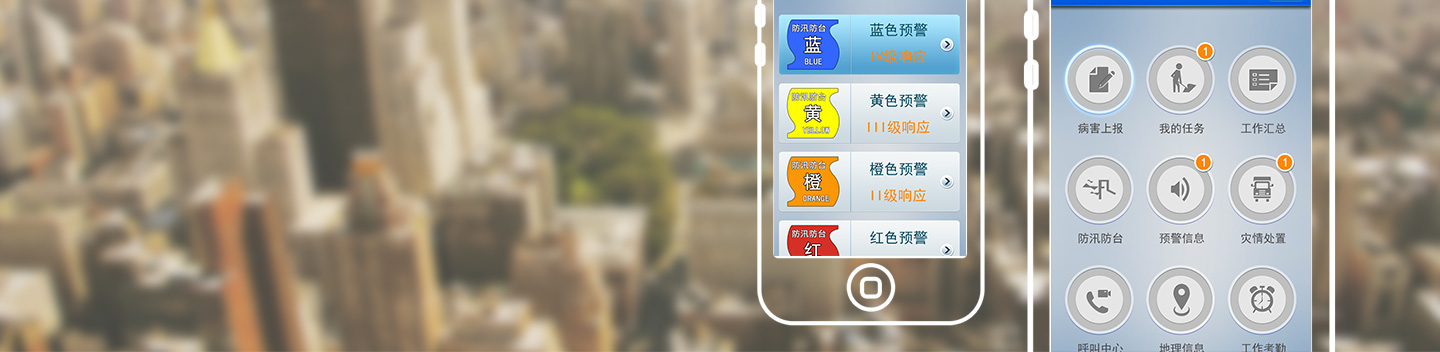 防汛防台
蓝
BLUE
蓝色预警
IV级响应
防汛防台
黄
YELLOW
黄色预警
III级响应
防汛防台
橙
ORANGE
橙色预警
II级响应
防汛防台
红
红色预警
病害上报
1
我的任务
工作汇总
防汛防台
1
预警信息
1
灾情处置
呼叫中心
地理信息
工作考勤